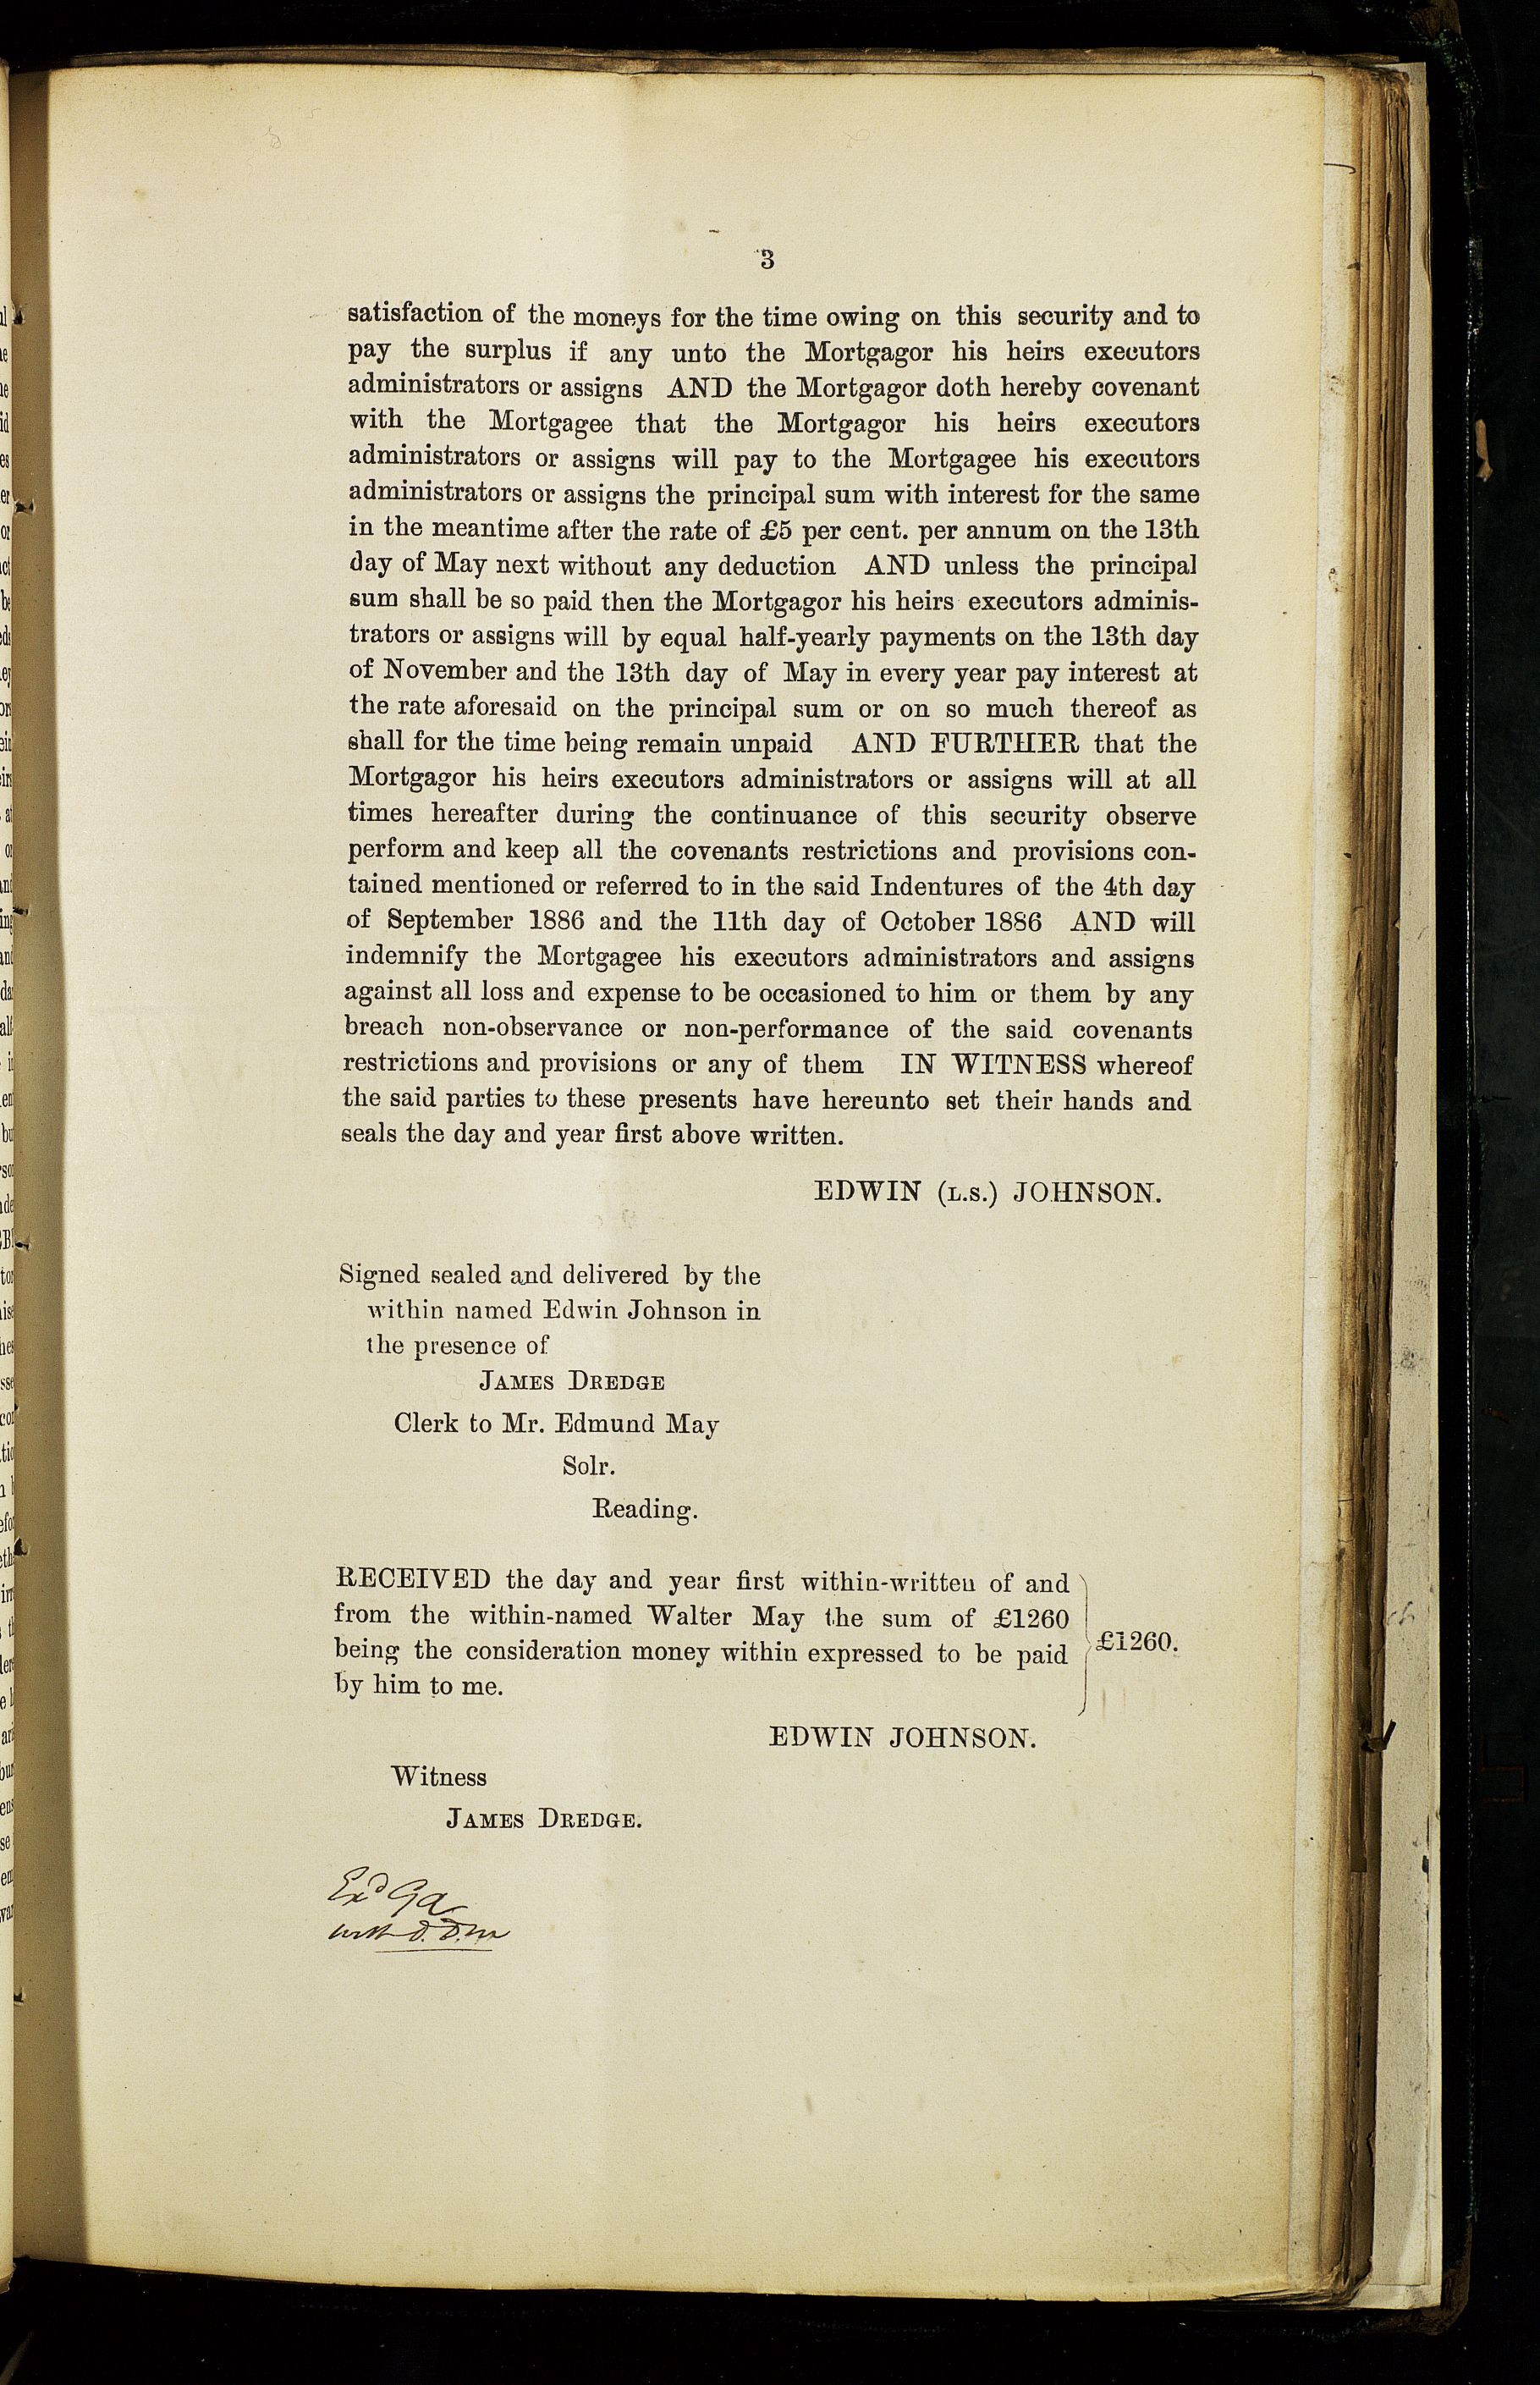 3
satisfaction of the moneys for the time owing on this security and to
pay the surplus if any unto the Mortgagor his heirs executors
administrators or assigns AND the Mortgagor doth hereby covenant
with the Mortgagee that the Mortgagor his heirs executors
administrators or assigns will pay to the Mortgagee his executors
administrators or assigns the principal sum with interest for the same
in the meantime after the rate of £5 per cent. per annum on the 13th
day of May next without any deduction AND unless the principal
sum shall be so paid then the Mortgagor his heirs executors adminis-
trators or assigns will by equal half-yearly payments on the 13th day
of November and the 13th day of May in every year pay interest at
the rate aforesaid on the principal sum or on so much thereof as
shall for the time being remain unpaid AND FURTHER that the
Mortgagor his heirs executors administrators or assigns will at all
times hereafter during the continuance of this security observe
perform and keep all the covenants restrictions and provisions con-
tained mentioned or referred to in the said Indentures of the 4th day
of September 1886 and the 11th day of October 1886 AND will
indemnify the Mortgagee his executors administrators and assigns
against all loss and expense to be occasioned to him or them by any
breach non-observance or non-performance of the said covenants
restrictions and provisions or any of them IN WITNESS whereof
the said parties to these presents have hereunto set their hands and
seals the day and year first above written.
EDWIN (L.S.) JOHNSON.
Signed sealed and delivered by the
within named Edwin Johnson in
the presence of
JAMES DREDGE
Clerk to Mr. Edmund May
Solr.
Reading.
RECEIVED the day and year first within-written of and
from the within-named Walter May the sum of £1260
being the consideration money within expressed to be paid
by him to me.
£1260.
EDWIN JOHNSON.
Witness
JAMES DREDGE.
Exd
with